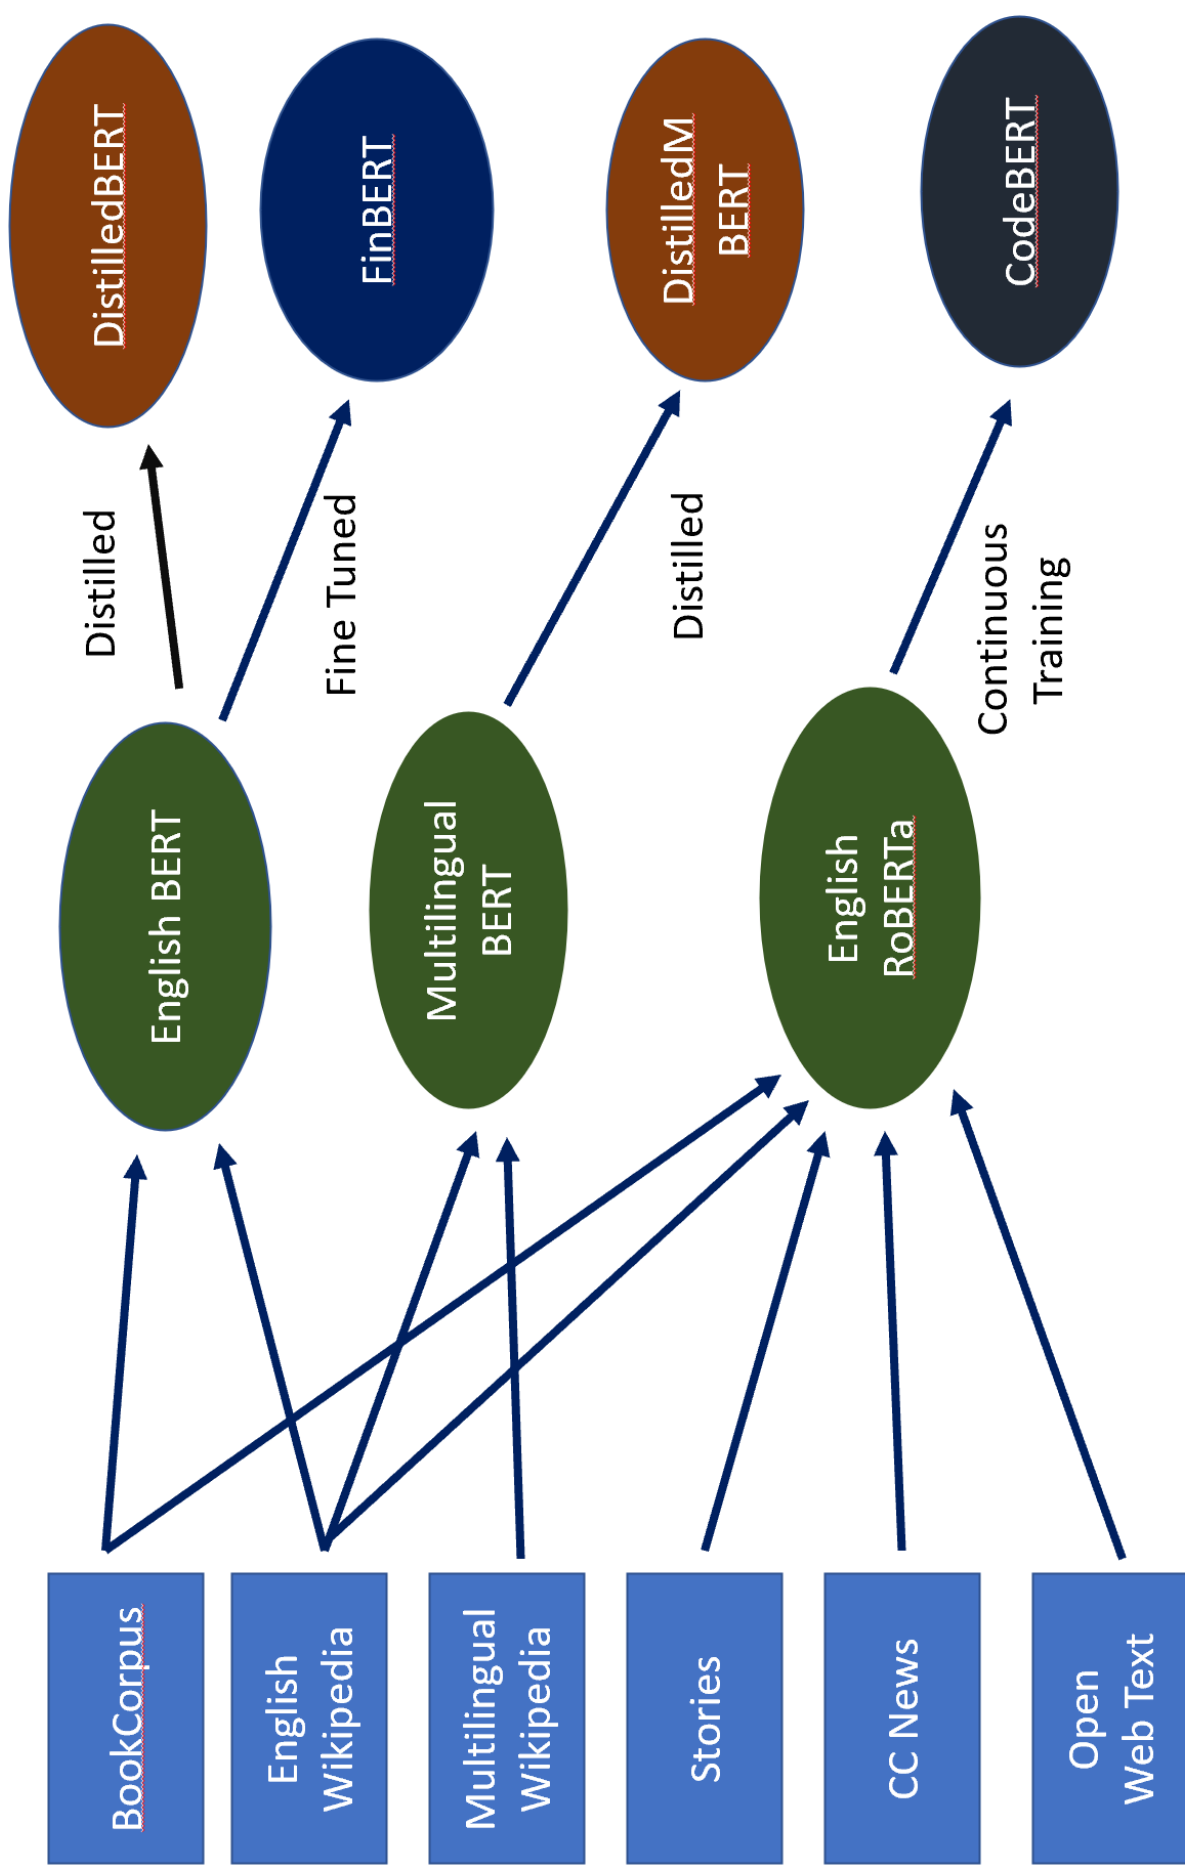 BookCorpus
English
Wikipedia
Multilingual
Wikipedia
Stories
CC News
Open
Web Text
English BERT
Multilingual
BERT
English
RoBERTa
Distilled
Fine Tuned
Distilled
Continuous
Training
DistilledBERT
FinBERT
DistilledM
BERT
CodeBERT